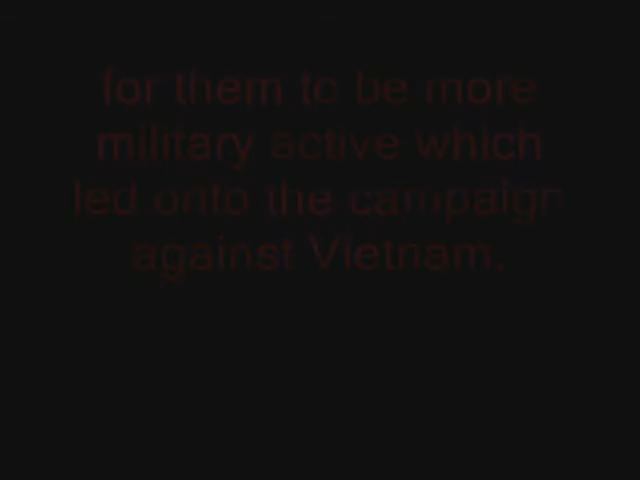 for them to be more
military active which
led onto the campaign
against Vietnam.